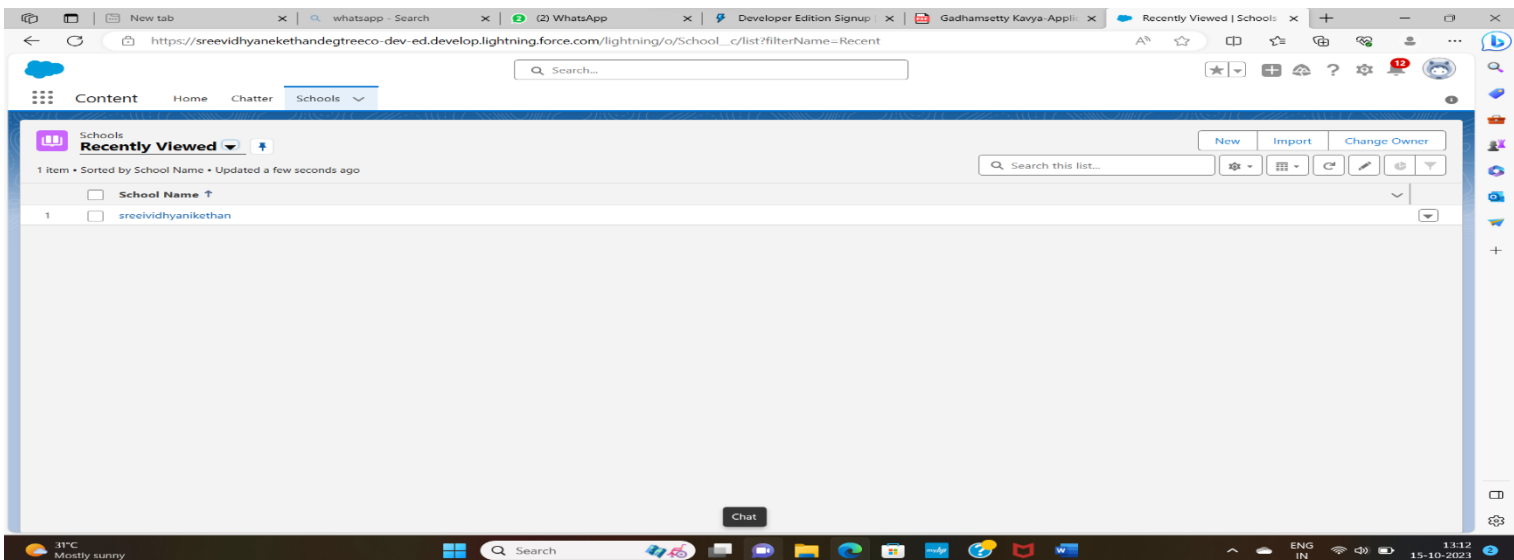 New tab
whatsapp - Search
(2) WhatsApp
Developer Edition Signup
Gadhamsetty Kavya-Applic
Recently Viewed | Schools
https://sreevidhyanekethandegtreeco-dev-ed.develop.lightning.force.com/lightning/o/School__c/list?filterName=Recent
Search...
12
Content
Home
Chatter
Schools
Schools
Recently Viewed
New
Import
Change Owner
1 item • Sorted by School Name • Updated a few seconds ago
Search this list...
School Name
1
sreeividhyanikethan
Chat
31°C
Mostly sunny
Search
ENG
IN
13:12
15-10-2023
2